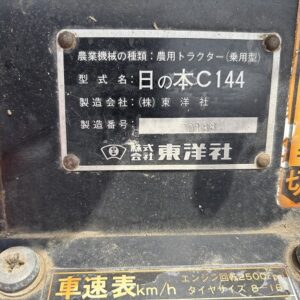 農業機械の種類：農用トラクター(乗用型)
型式名：日の本C144
製造会社：(株)東洋社
製造番号：
株式会社 東洋社
車速表km/h
エンジン回転2500rpm
タイヤサイズ 8-16